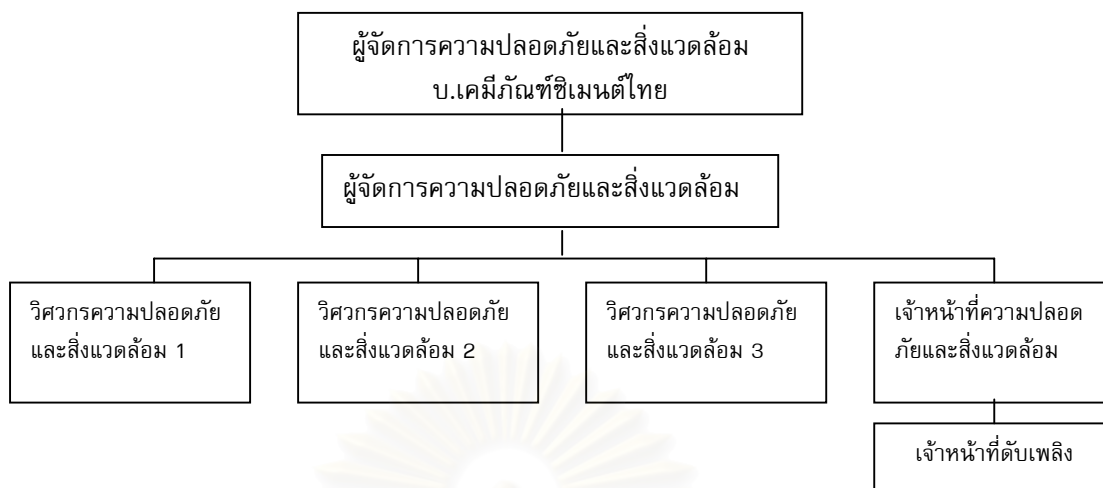 ผู้จัดการความปลอดภัยและสิ่งแวดล้อม
บ.เคมีภัณฑ์ซิเมนต์ไทย
ผู้จัดการความปลอดภัยและสิ่งแวดล้อม
วิศวกรความปลอดภัย
และสิ่งแวดล้อม 1
วิศวกรความปลอดภัย
และสิ่งแวดล้อม 2
วิศวกรความปลอดภัย
และสิ่งแวดล้อม 3
เจ้าหน้าที่ความปลอด
ภัยและสิ่งแวดล้อม
เจ้าหน้าที่ดับเพลิง